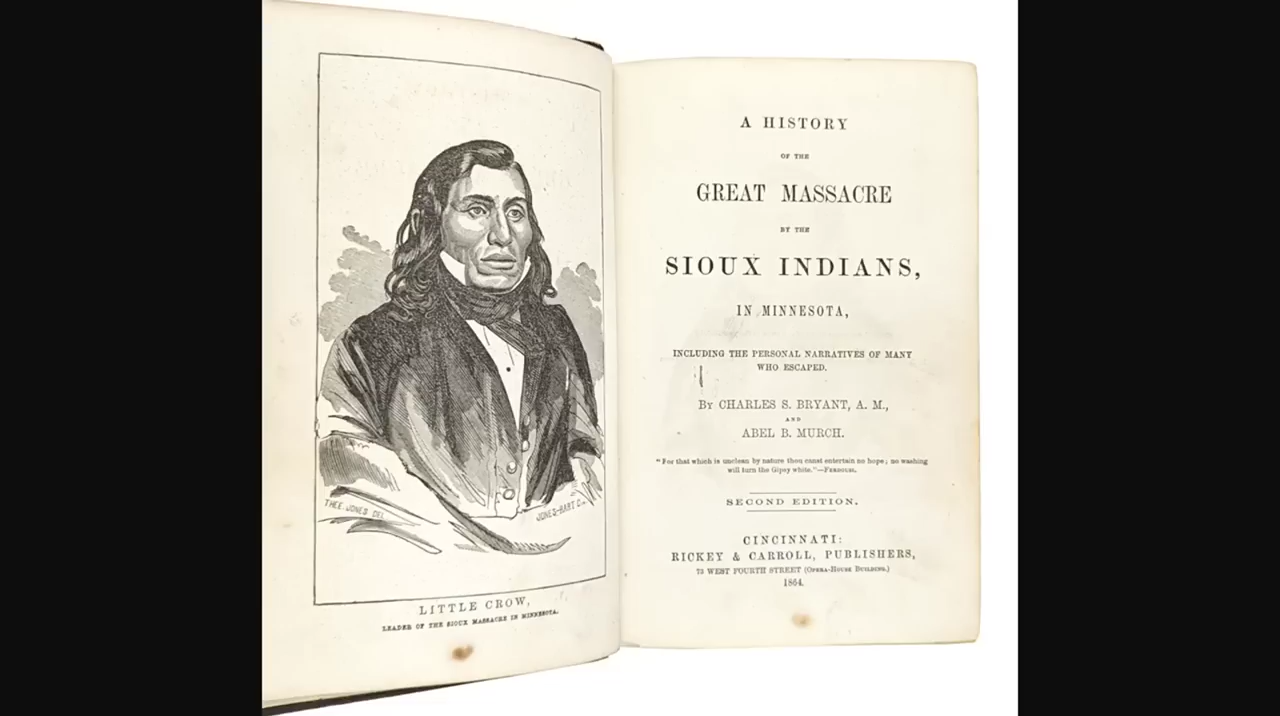 THEE. JONES DEL.
JONES-HART C
LITTLE CROW,
LEADER OF THE SIOUX MASSACRE IN MINNESOTA.
A HISTORY
OF THE
GREAT MASSACRE
BY THE
SIOUX INDIANS,
IN MINNESOTA,
INCLUDING THE PERSONAL NARRATIVES OF MANY
WHO ESCAPED.
BY CHARLES S. BRYANT, A. M.,
AND
ABEL B. MURCH.
"For that which is unclean by nature thou canst entertain no hope; no washing
will turn the Gipsy white."—FERDOUSI.
SECOND EDITION.
CINCINNATI:
RICKEY & CARROLL, PUBLISHERS,
73 WEST FOURTH STREET (OPERA-HOUSE BUILDING.)
1864.